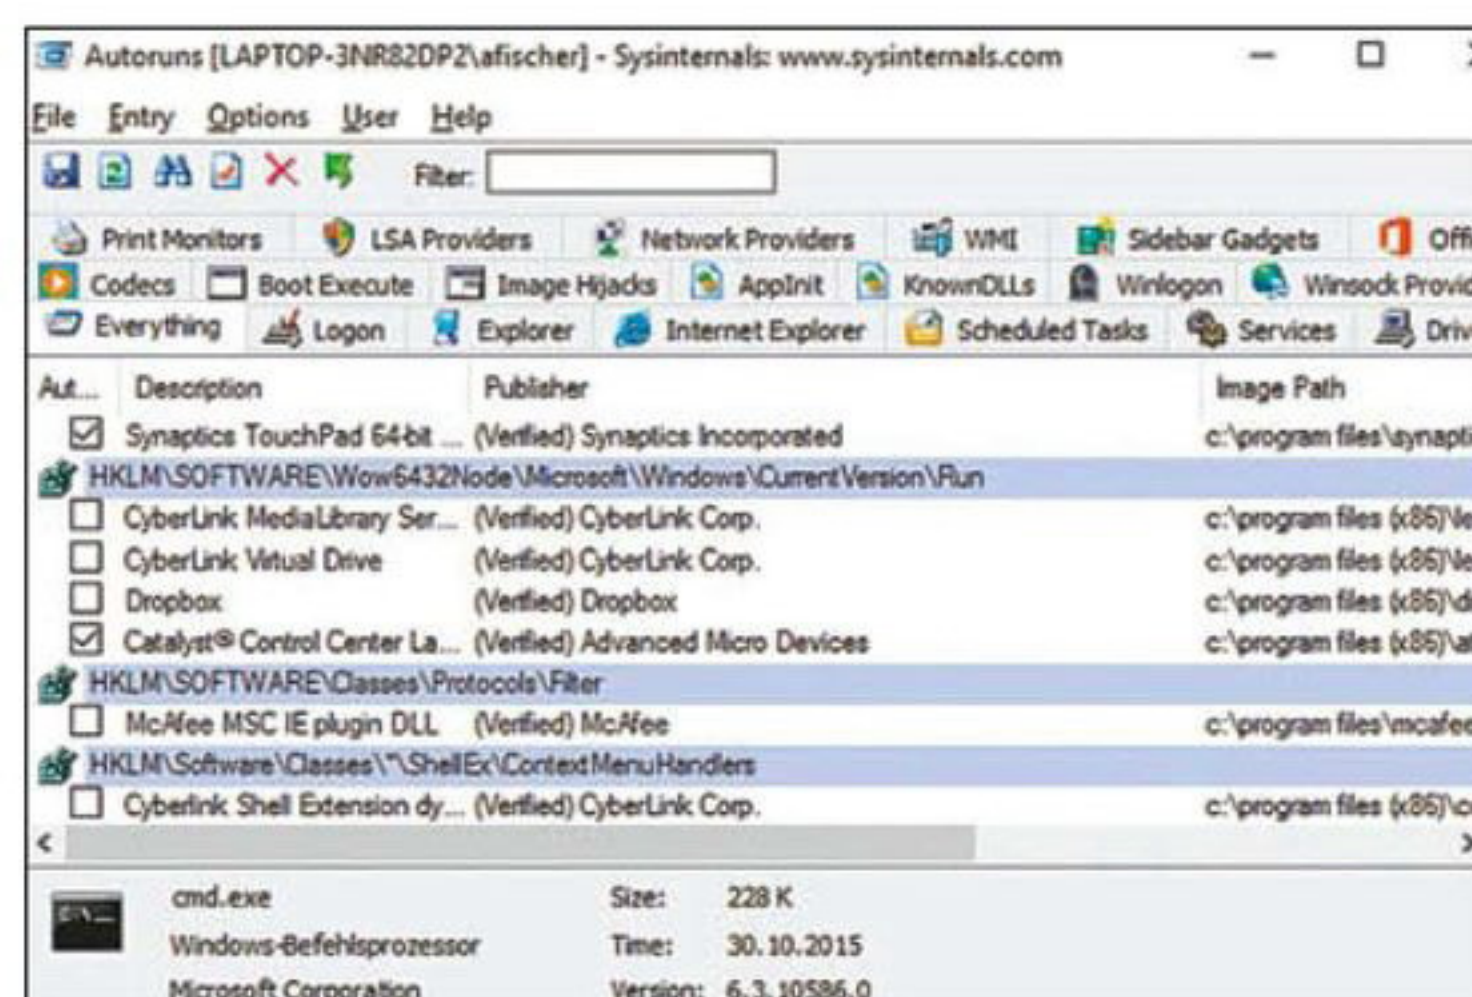 Autoruns [LAPTOP-3NR82DP2\afischer] - Sysinternals: www.sysinternals.com
File Entry Options User Help
Filter:
Print Monitors LSA Providers Network Providers WMI Sidebar Gadgets Offi
Codecs Boot Execute Image Hijacks AppInit KnownDLLs Winlogon Winsock Provid
Everything Logon Explorer Internet Explorer Scheduled Tasks Services Driv
Aut... Description Publisher Image Path
Synaptics TouchPad 64-bit ... (Verified) Synaptics Incorporated c:\program files\synaptic
HKLM\SOFTWARE\Wow6432Node\Microsoft\Windows\CurrentVersion\Run
CyberLink MediaLibrary Ser... (Verified) CyberLink Corp. c:\program files (x86)\le
CyberLink Virtual Drive (Verified) CyberLink Corp. c:\program files (x86)\le
Dropbox (Verified) Dropbox c:\program files (x86)\d
Catalyst® Control Center La... (Verified) Advanced Micro Devices c:\program files (x86)\a
HKLM\SOFTWARE\Classes\Protocols\Filter
McAfee MSC IE plugin DLL (Verified) McAfee c:\program files\mcafee
HKLM\Software\Classes\*\ShellEx\ContextMenuHandlers
Cyberlink Shell Extension dy... (Verified) CyberLink Corp. c:\program files (x86)\c
cmd.exe Size: 228 K
Windows-Befehlsprozessor Time: 30.10.2015
Microsoft Corporation Version: 6.3.10586.0